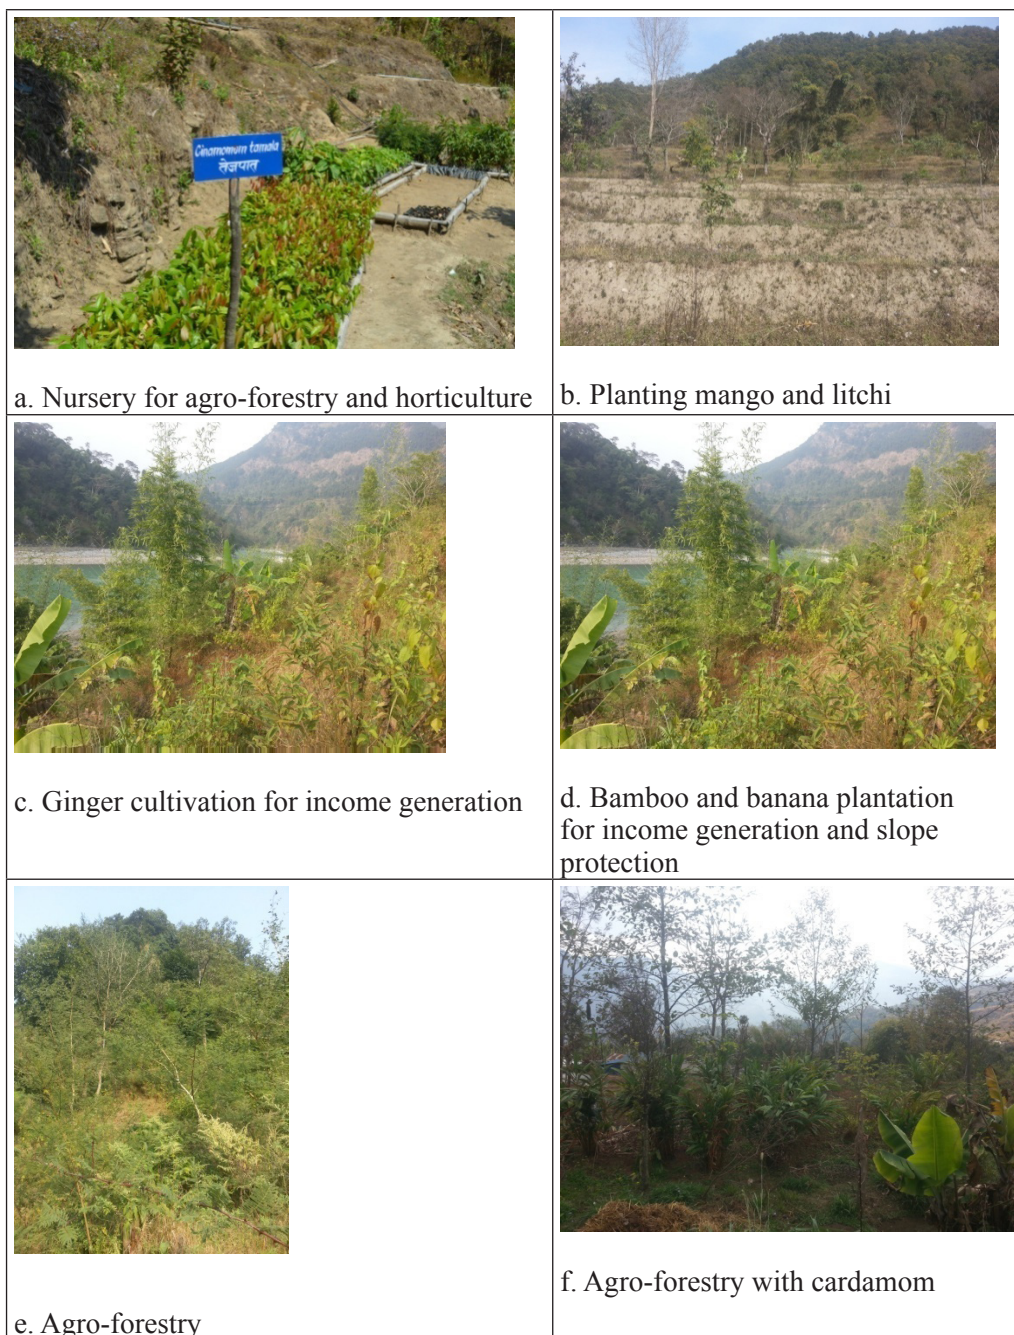 Cinamomum tamala
तेजपात
a. Nursery for agro-forestry and horticulture
b. Planting mango and litchi
c. Ginger cultivation for income generation
d. Bamboo and banana plantation
for income generation and slope
protection
e. Agro-forestry
f. Agro-forestry with cardamom